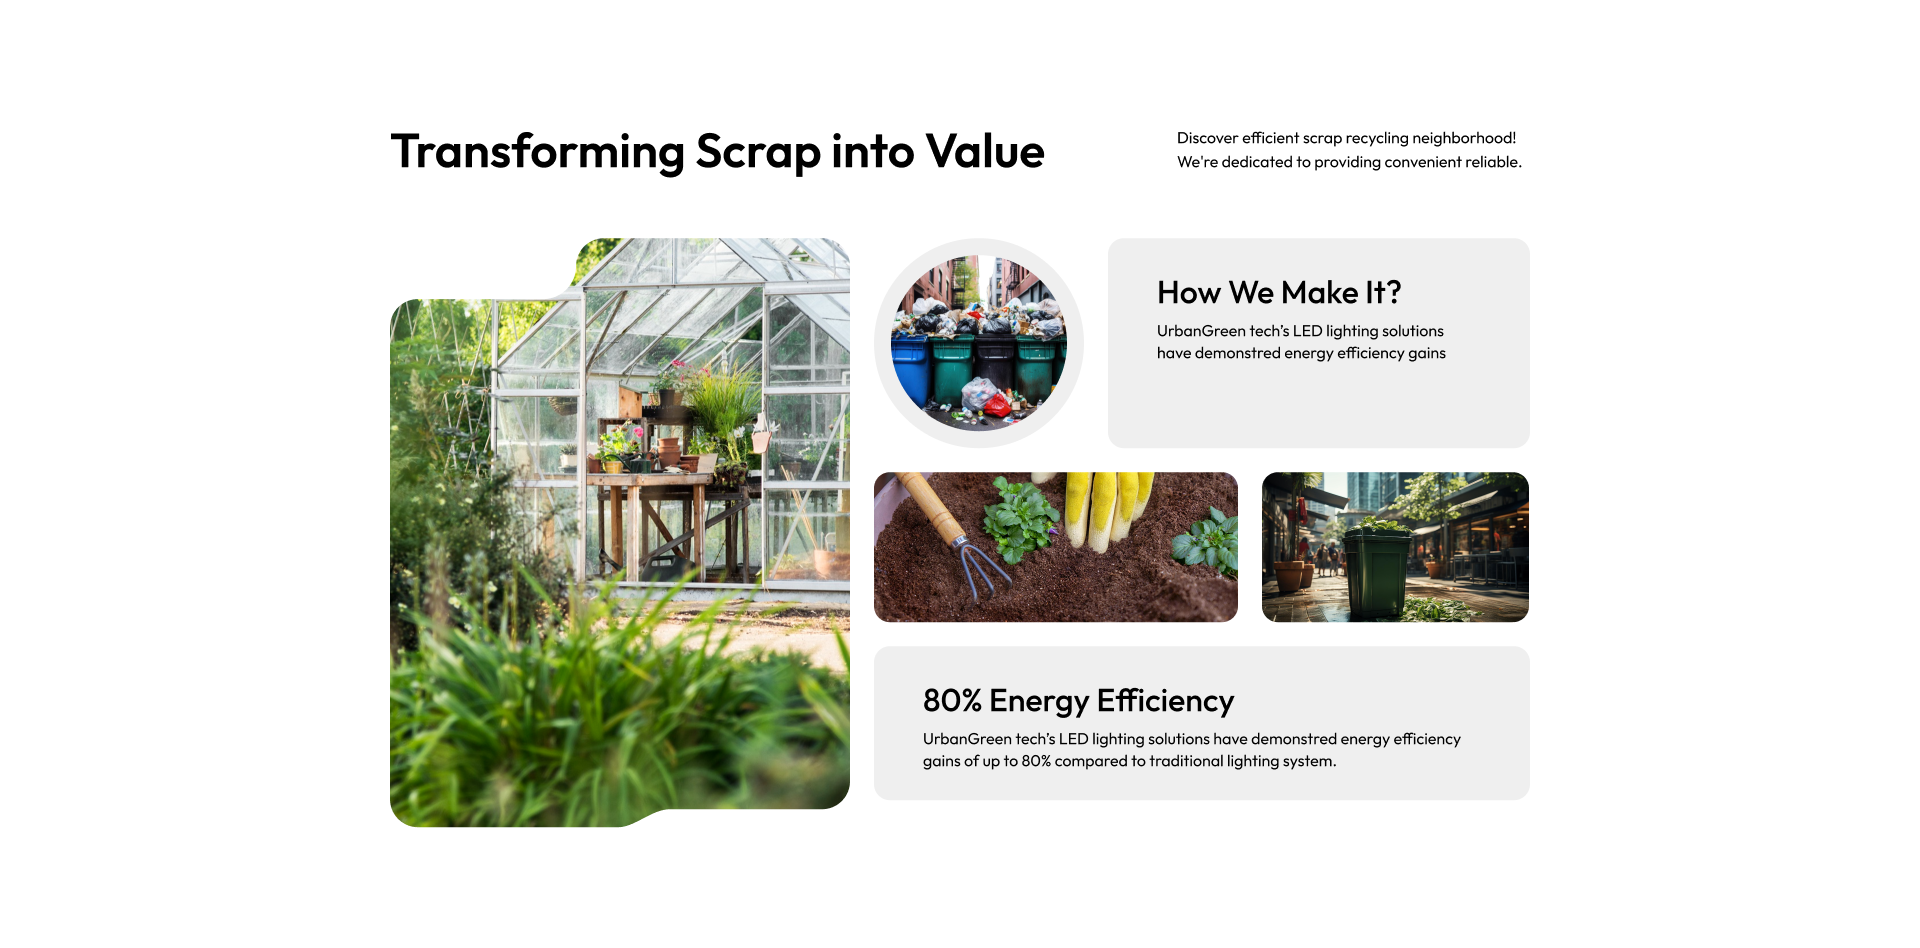 Transforming Scrap into Value
Discover efficient scrap recycling neighborhood!
We're dedicated to providing convenient reliable.
How We Make It?
UrbanGreen tech’s LED lighting solutions
have demonstred energy efficiency gains
80% Energy Efficiency
UrbanGreen tech’s LED lighting solutions have demonstred energy efficiency
gains of up to 80% compared to traditional lighting system.